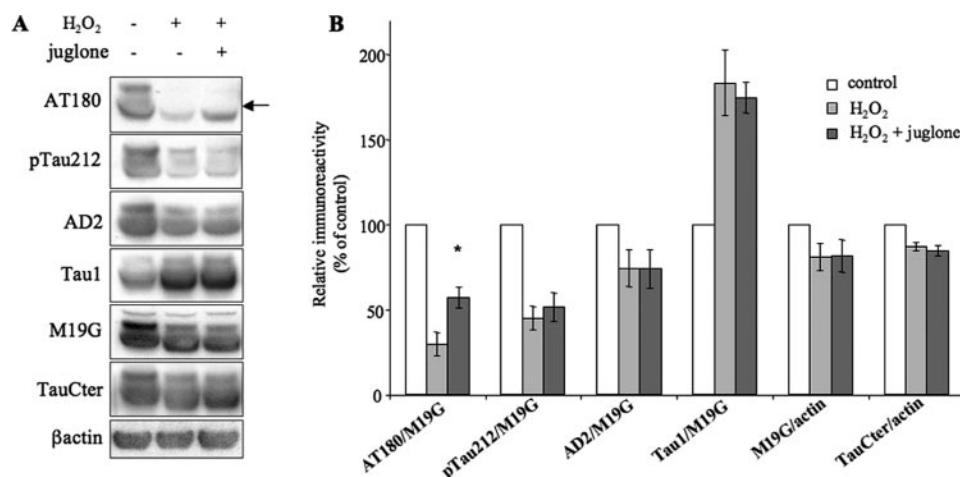 A
H₂O₂ - + +
juglone - - +
AT180
pTau212
AD2
Tau1
M19G
TauCter
βactin
B
Relative immunoreactivity
(% of control)
200
150
100
50
0
*
control
H₂O₂
H₂O₂ + juglone
AT180/M19G
pTau212/M19G
AD2/M19G
Tau1/M19G
M19G/actin
TauCter/actin